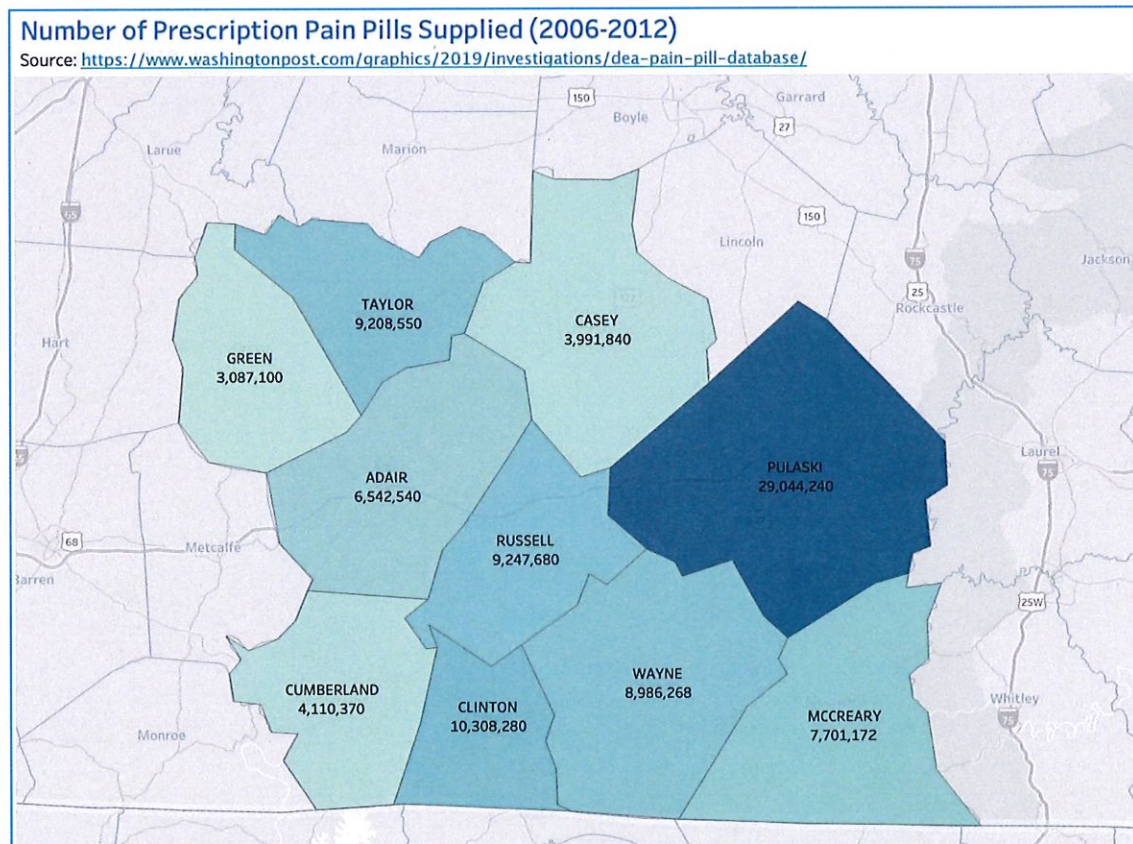 Number of Prescription Pain Pills Supplied (2006-2012)
Source: https://www.washingtonpost.com/graphics/2019/investigations/dea-pain-pill-database/
150
Garrard
Boyle
27
Larue
Marion
65
150
Lincoln
75
Jackson
25
Rockcastle
TAYLOR
9,208,550
CASEY
3,991,840
Hart
GREEN
3,087,100
Laurel
75
PULASKI
29,044,240
ADAIR
6,542,540
68
Metcalfe
RUSSELL
9,247,680
Barren
25W
WAYNE
8,986,268
CUMBERLAND
4,110,370
CLINTON
10,308,280
Whitley
75
MCCREARY
7,701,172
Monroe